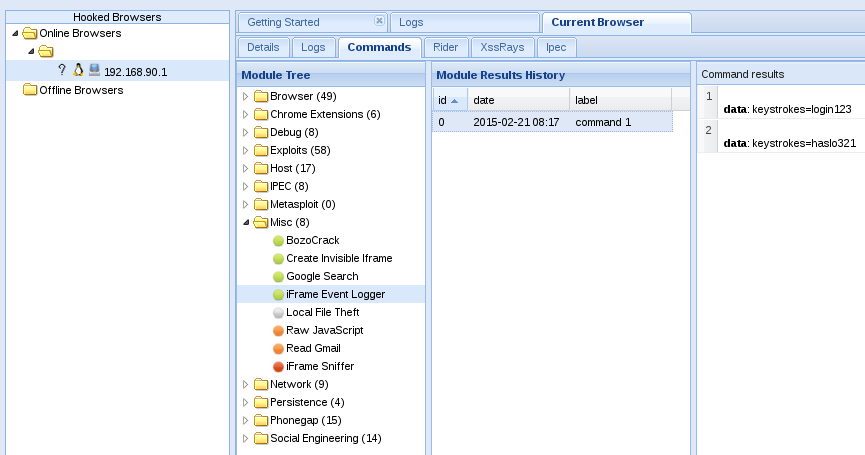 Hooked Browsers
Online Browsers
192.168.90.1
Offline Browsers
Getting Started
Logs
Current Browser
Details
Logs
Commands
Rider
XssRays
Ipec
Module Tree
Browser (49)
Chrome Extensions (6)
Debug (8)
Exploits (58)
Host (17)
IPEC (8)
Metasploit (0)
Misc (8)
BozoCrack
Create Invisible Iframe
Google Search
iFrame Event Logger
Local File Theft
Raw JavaScript
Read Gmail
iFrame Sniffer
Network (9)
Persistence (4)
Phonegap (15)
Social Engineering (14)
Module Results History
id date label
0 2015-02-21 08:17 command 1
Command results
1
data: keystrokes=login123
2
data: keystrokes=haslo321